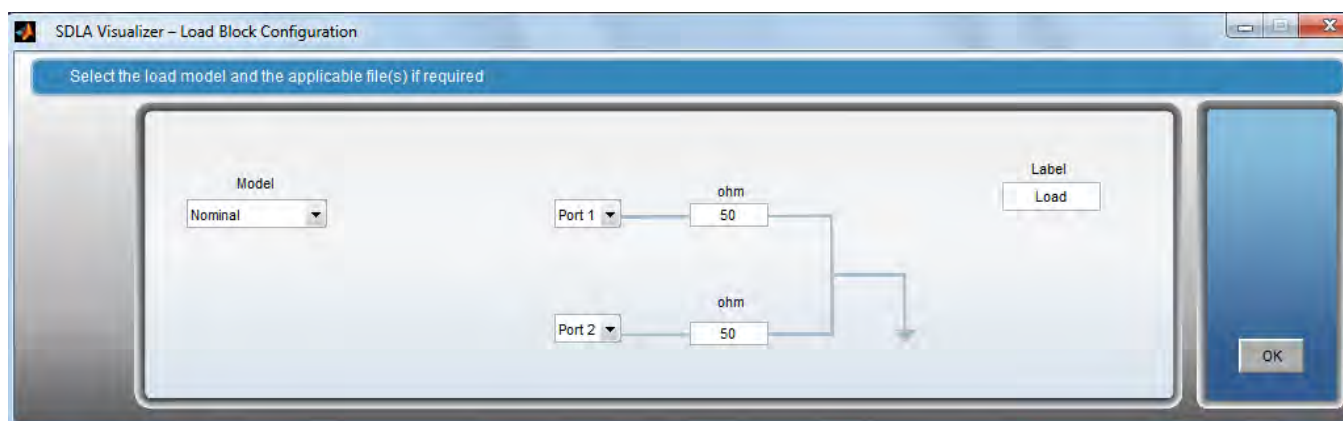 SDLA Visualizer – Load Block Configuration
Select the load model and the applicable file(s) if required
Model
Nominal
Port 1
ohm
50
Label
Load
Port 2
ohm
50
OK